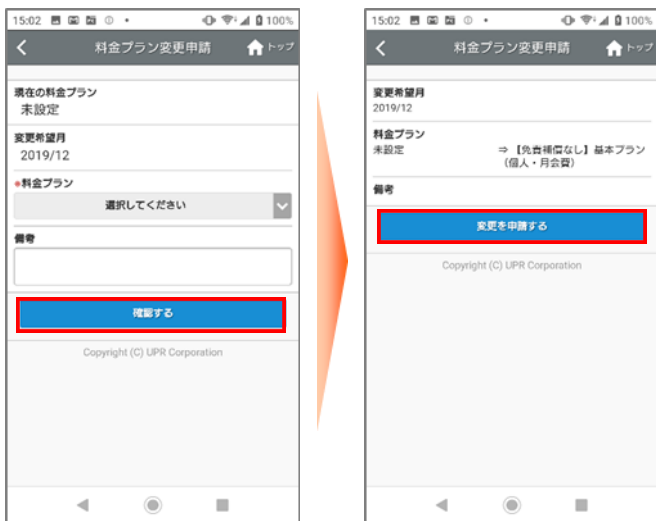 15:02
100%
料金プラン変更申請
トップ
現在の料金プラン
未設定
変更希望月
2019/12
*料金プラン
選択してください
備考
確認する
Copyright (C) UPR Corporation
15:02
100%
料金プラン変更申請
トップ
変更希望月
2019/12
料金プラン
未設定
⇒ 【免責補償なし】基本プラン
(個人・月会費)
備考
変更を申請する
Copyright (C) UPR Corporation